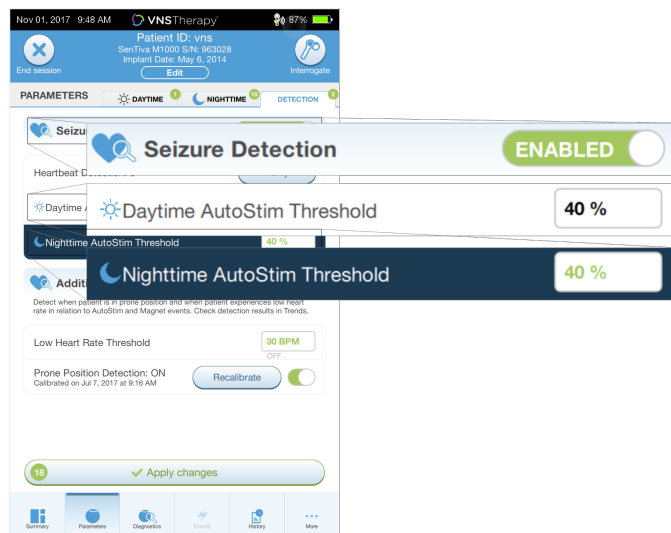 Nov 01, 2017 9:48 AM VNSTherapy® 87%
Patient ID: vns
SenTiva M1000 S/N: 963028
Implant Date: May 6, 2014
End session Edit Interrogate
PARAMETERS DAYTIME 1 NIGHTTIME 15 DETECTION 2
Seizure Detection ENABLED
Heartbeat
Daytime AutoStim Threshold 40 %
Nighttime AutoStim Threshold 40 %
Nighttime AutoStim Threshold 40 %
Additi
Detect when patient is in prone position and when patient experiences low heart
rate in relation to AutoStim and Magnet events. Check detection results in Trends.
Low Heart Rate Threshold 30 BPM
OFF
Prone Position Detection: ON
Calibrated on Jul 7, 2017 at 9:16 AM Recalibrate
18 Apply changes
Summary Parameters Diagnostics Events History More